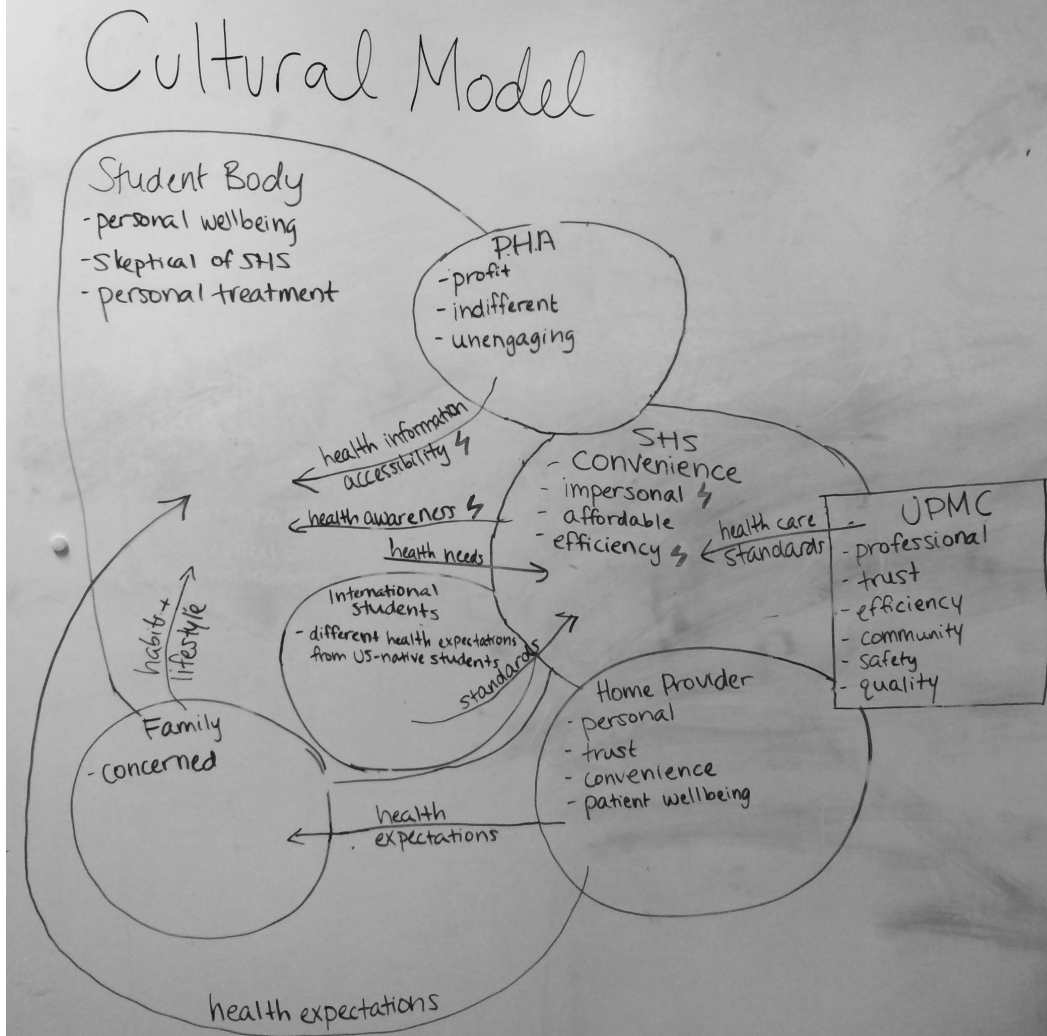 Cultural Model
Student Body
- personal wellbeing
- skeptical of SHS
- personal treatment
P.H.A
- profit
- indifferent
- unengaging
health information
accessibility
SHS
- convenience
- impersonal
- affordable
- efficiency
health awareness
health needs
health care
standards
UPMC
- professional
- trust
- efficiency
- community
- safety
- quality
International
students
- different health expectations
from US-native students
standards
habits +
lifestyle
Family
- concerned
Home Provider
- personal
- trust
- convenience
- patient wellbeing
health
expectations
health expectations